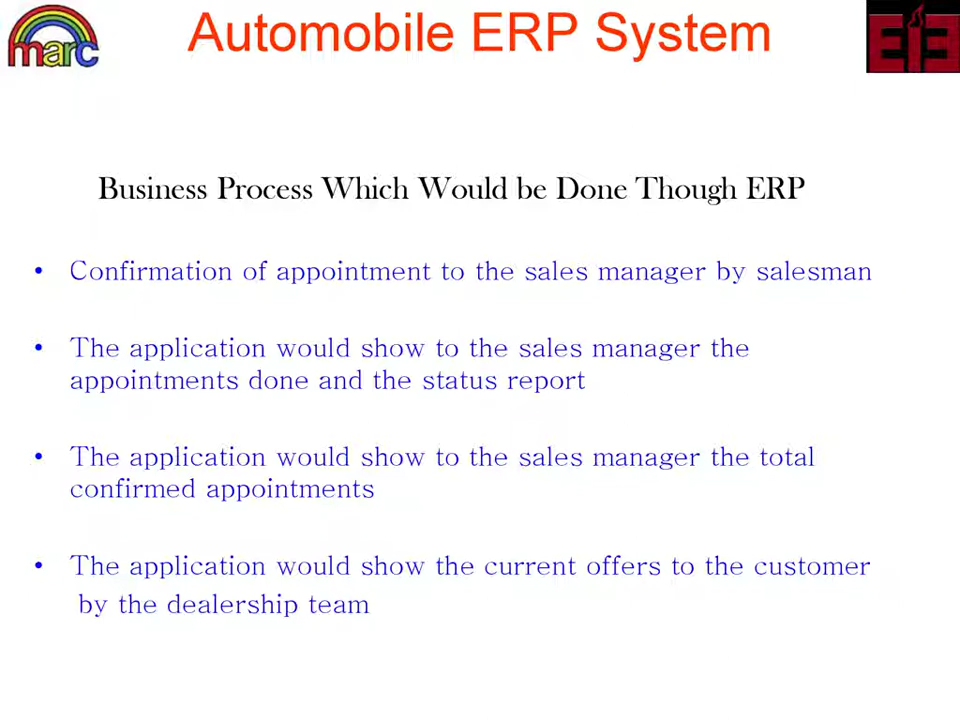 marc
Automobile ERP System
Business Process Which Would be Done Though ERP
• Confirmation of appointment to the sales manager by salesman
• The application would show to the sales manager the
appointments done and the status report
• The application would show to the sales manager the total
confirmed appointments
• The application would show the current offers to the customer
by the dealership team